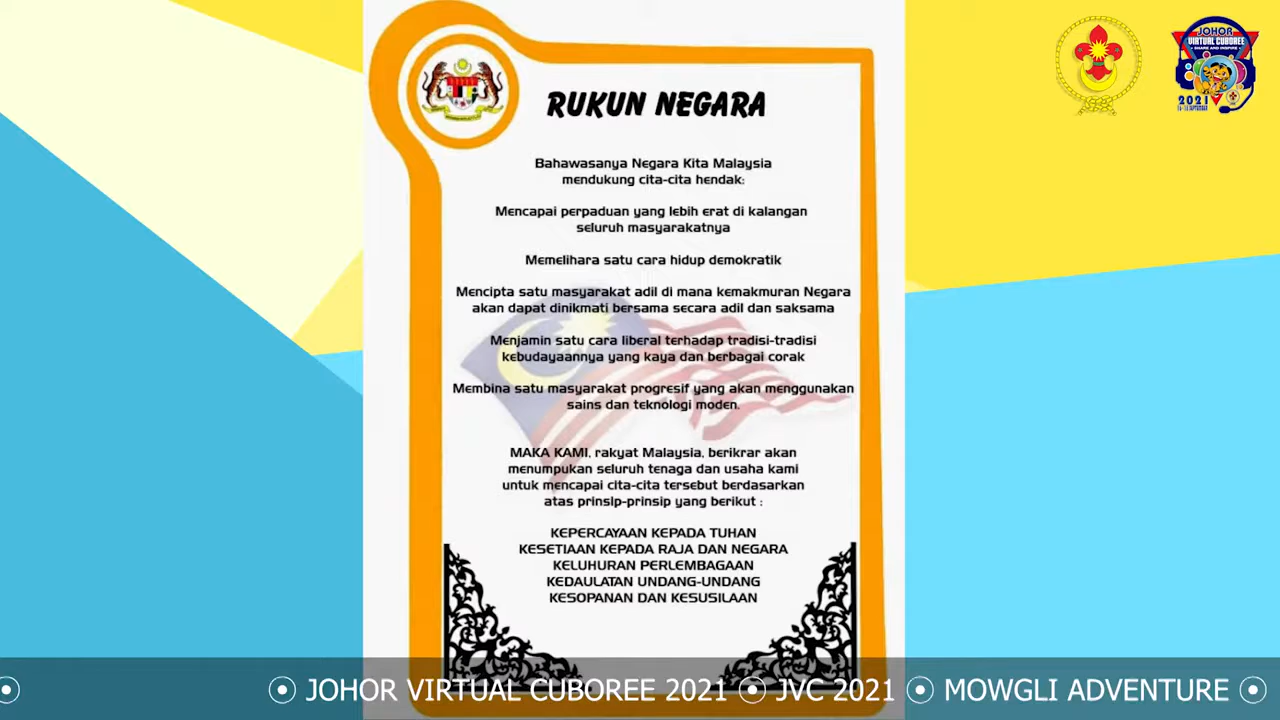 RUKUN NEGARA
Bahawasanya Negara Kita Malaysia
mendukung cita-cita hendak:
Mencapai perpaduan yang lebih erat di kalangan
seluruh masyarakatnya
Memelihara satu cara hidup demokratik
Mencipta satu masyarakat adil di mana kemakmuran Negara
akan dapat dinikmati bersama secara adil dan saksama
Menjamin satu cara liberal terhadap tradisi-tradisi
kebudayaannya yang kaya dan berbagai corak
Membina satu masyarakat progresif yang akan menggunakan
sains dan teknologi moden.
MAKA KAMI, rakyat Malaysia, berikrar akan
menumpukan seluruh tenaga dan usaha kami
untuk mencapai cita-cita tersebut berdasarkan
atas prinsip-prinsip yang berikut :
KEPERCAYAAN KEPADA TUHAN
KESETIAAN KEPADA RAJA DAN NEGARA
KELUHURAN PERLEMBAGAAN
KEDAULATAN UNDANG-UNDANG
KESOPANAN DAN KESUSILAAN
JOHOR
VIRTUAL CUBOREE
SHARE AND INSPIRE
2021
JOHOR VIRTUAL CUBOREE 2021 JVC 2021 MOWGLI ADVENTURE